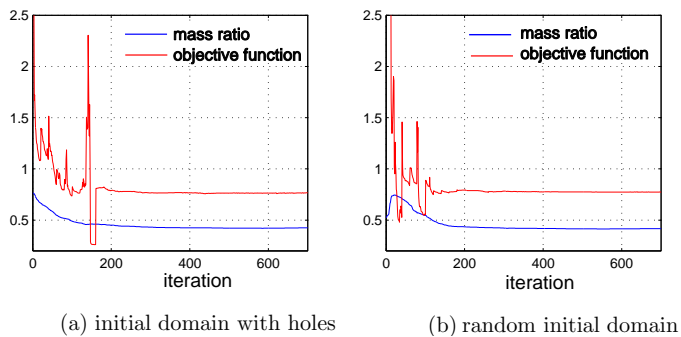 2.5
2
1.5
1
0.5
0
200
400
600
iteration
mass ratio
objective function
(a) initial domain with holes
2.5
2
1.5
1
0.5
0
200
400
600
iteration
mass ratio
objective function
(b) random initial domain